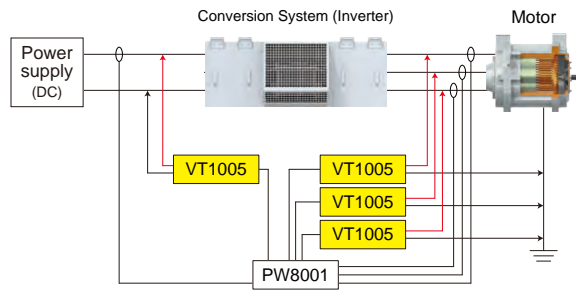 Conversion System (Inverter)
Motor
Power
supply
(DC)
VT1005
VT1005
VT1005
VT1005
PW8001